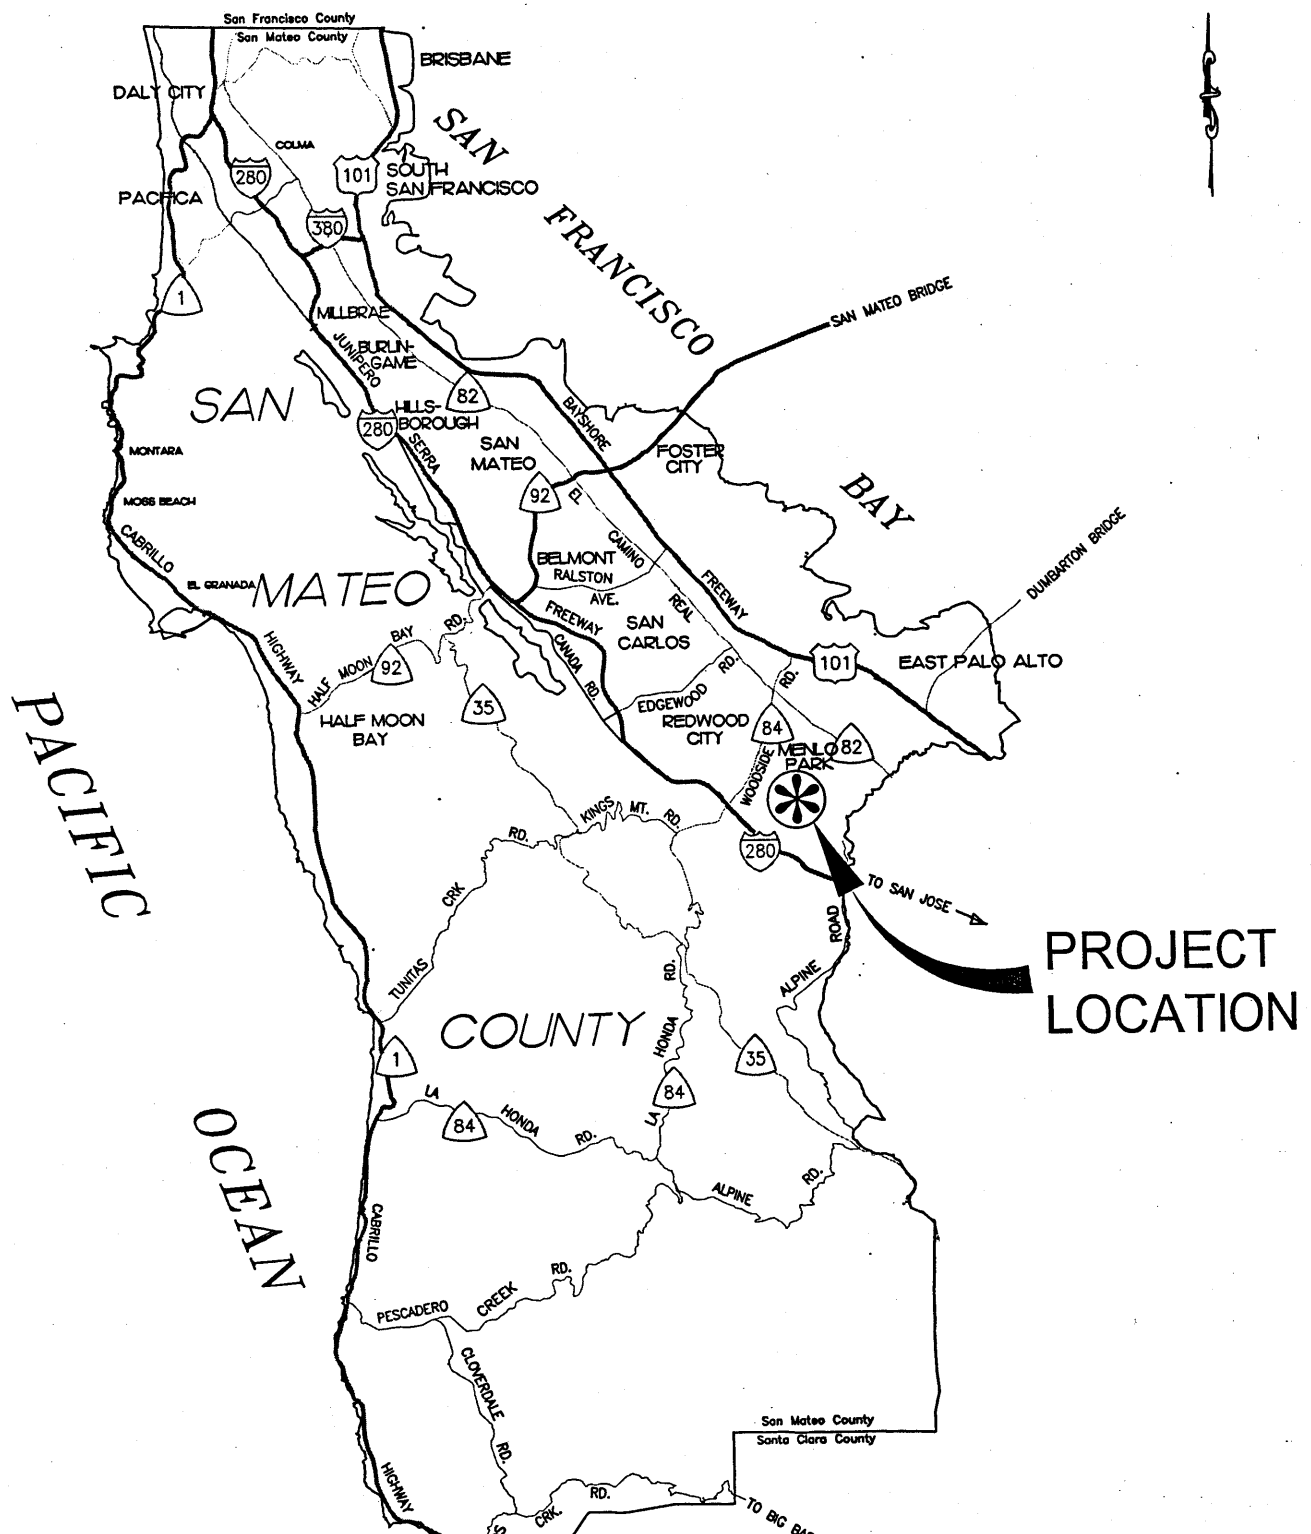 San Francisco County
San Mateo County
BRISBANE
DALY CITY
SAN
COLMA
280
101
SOUTH
SAN FRANCISCO
PACIFICA
380
FRANCISCO
1
SAN MATEO BRIDGE
MILLBRAE
JUNIPERO
BURLIN-
GAME
SAN
82
HILLS-
BOROUGH
280
BAYSHORE
SERRA
SAN
MATEO
FOSTER
CITY
MONTARA
92
EL
BAY
MOSS BEACH
CABRILLO
CAMINO
DUMBARTON BRIDGE
BELMONT
RALSTON
AVE.
FREEWAY
EL GRANADA
MATEO
REAL
FREEWAY
SAN
CARLOS
HIGHWAY
HALF MOON BAY RD.
92
CANADA RD.
RD.
101
EAST PALO ALTO
EDGEWOOD
RD.
35
HALF MOON
BAY
REDWOOD
CITY
84
82
MENLO
PARK
PACIFIC
WOODSIDE
KINGS MT. RD.
RD.
280
CRK
TO SAN JOSE
ROAD
PROJECT
LOCATION
TUNITAS
RD.
ALPINE
COUNTY
HONDA
1
35
LA
84
84
LA
HONDA
RD.
OCEAN
ALPINE
RD.
CABRILLO
RD.
PESCADERO
CREEK
CLOVERDALE
RD.
San Mateo County
Santa Clara County
HIGHWAY
RD.
CRK.
TO BIG